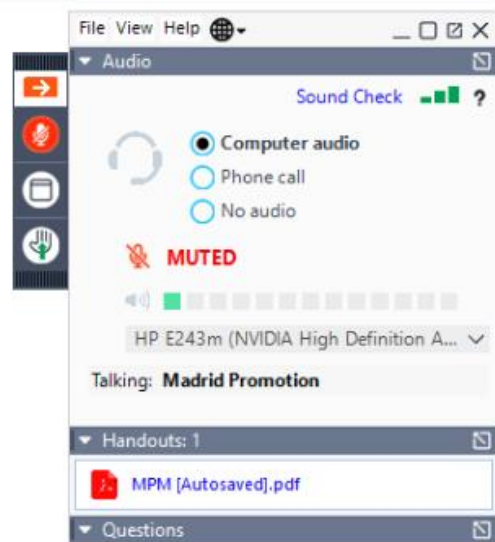 File View Help
Audio
Sound Check ?
Computer audio
Phone call
No audio
MUTED
HP E243m (NVIDIA High Definition A...
Talking: Madrid Promotion
Handouts: 1
MPM [Autosaved].pdf
Questions